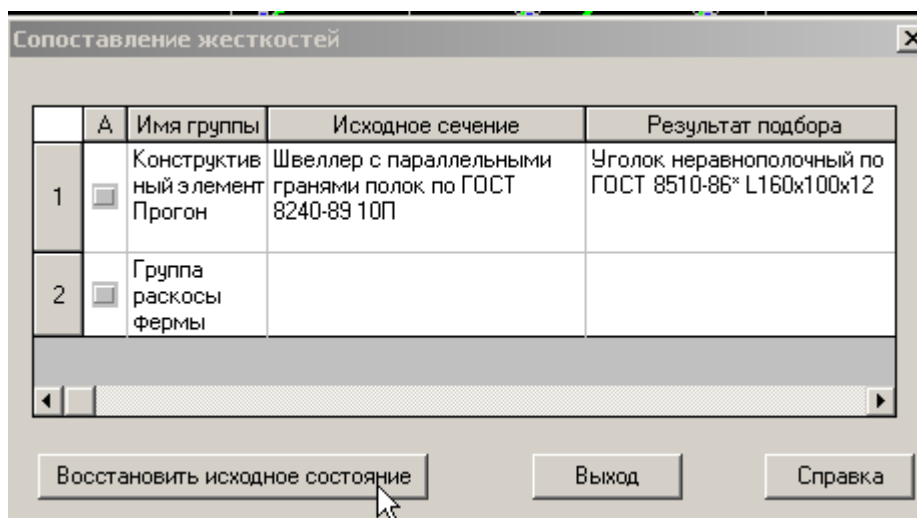 Сопоставление жесткостей
А Имя группы Исходное сечение Результат подбора
1
Конструктив
ный элемент
Прогон
Швеллер с параллельными
гранями полок по ГОСТ
8240-89 10П
Уголок неравнополочный по
ГОСТ 8510-86* L160x100x12
2
Группа
раскосы
фермы
Восстановить исходное состояние Выход Справка